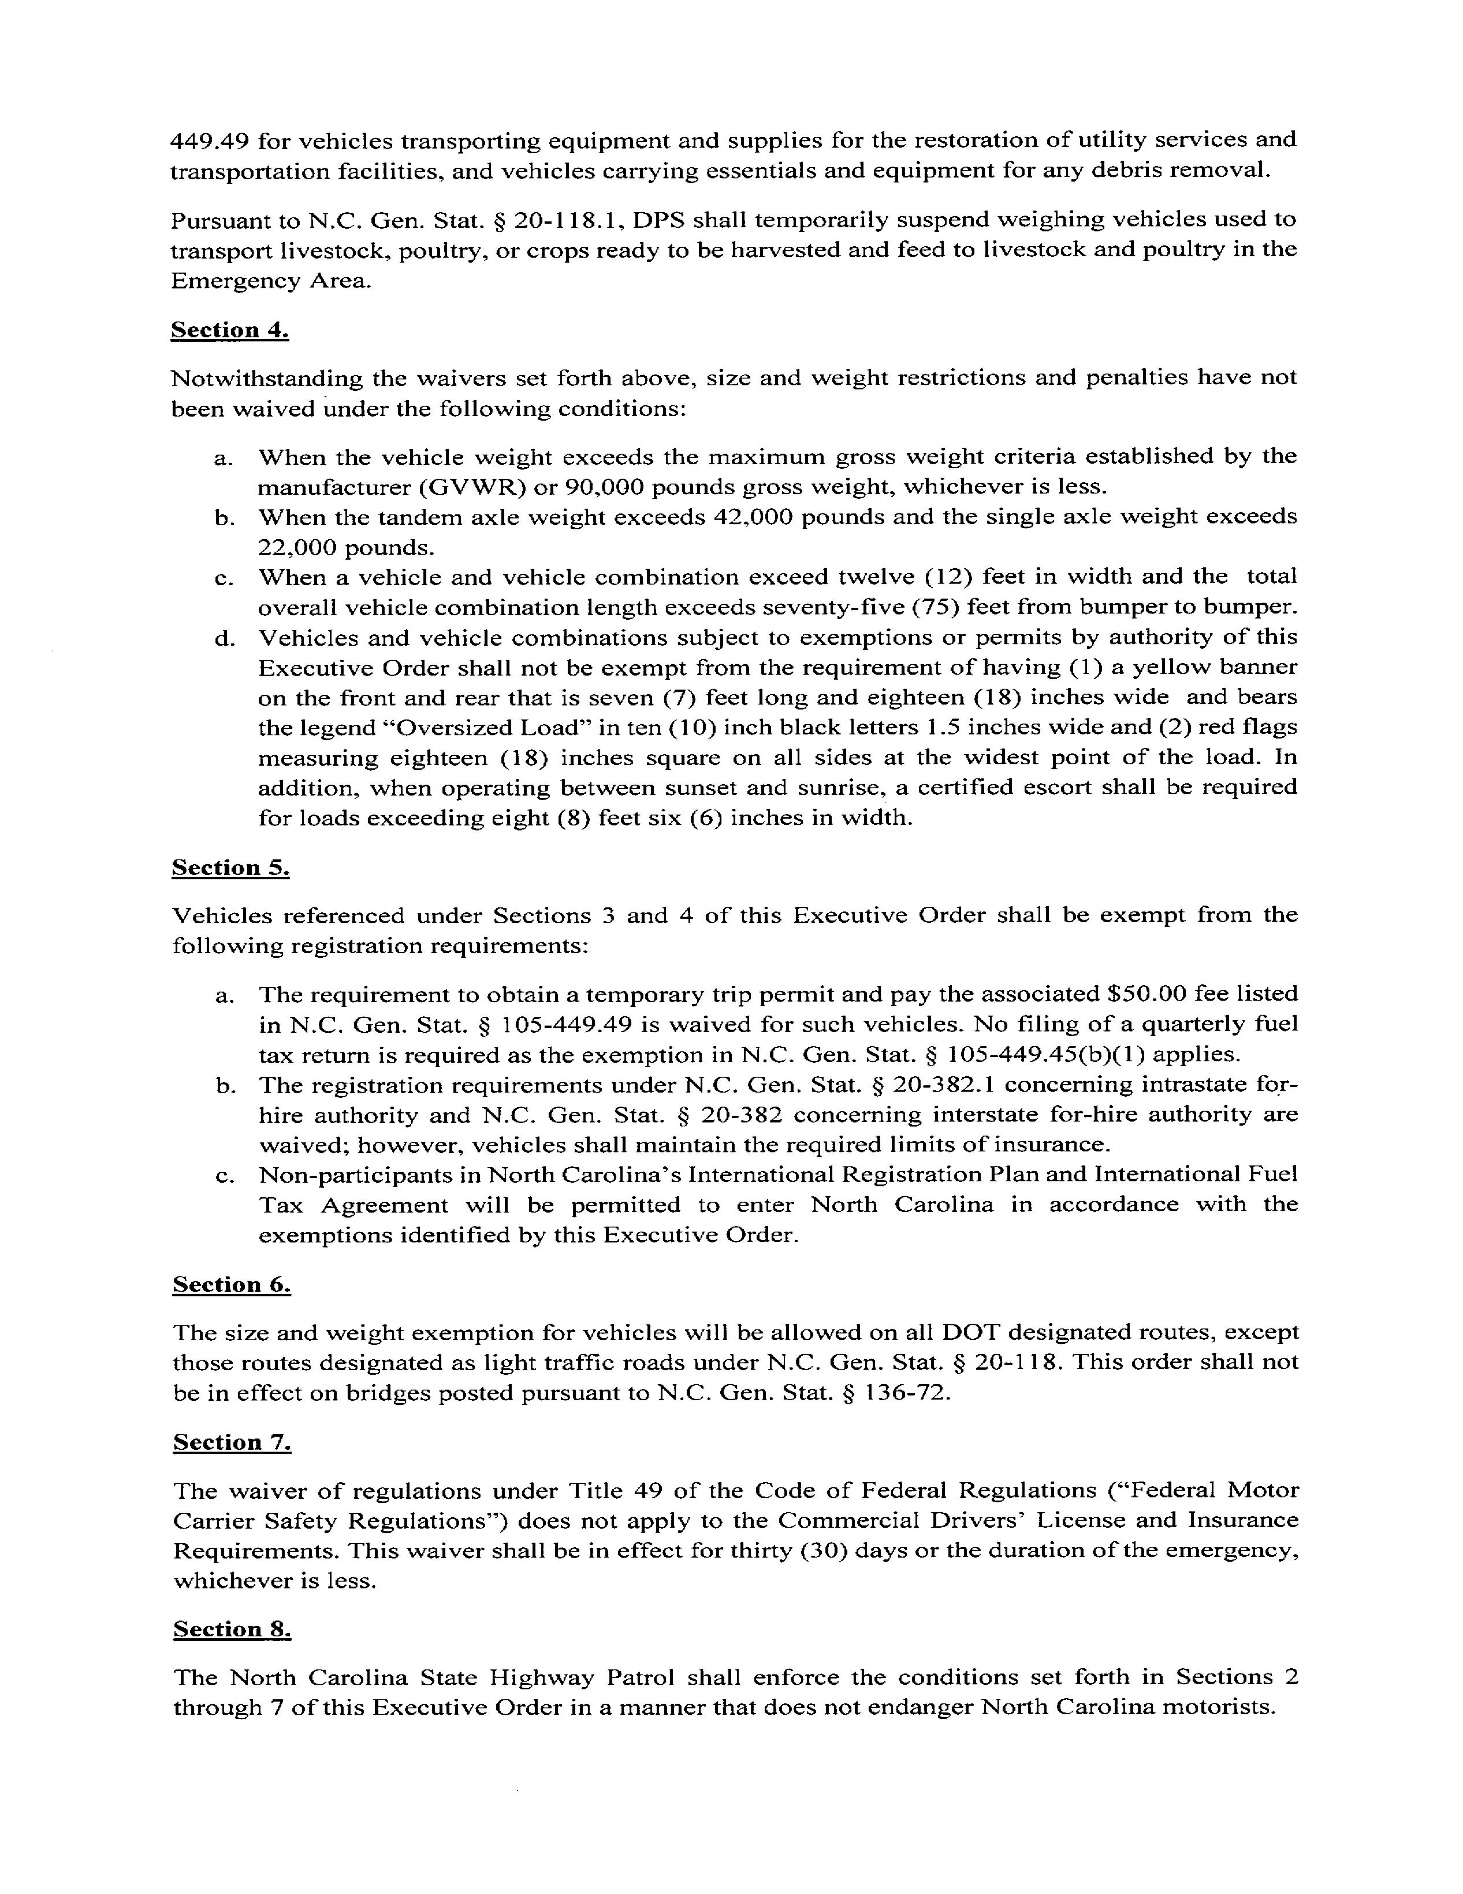 449.49 for vehicles transporting equipment and supplies for the restoration of utility services and
transportation facilities, and vehicles carrying essentials and equipment for any debris removal.
Pursuant to N.C. Gen. Stat. § 20-118.1, DPS shall temporarily suspend weighing vehicles used to
transport livestock, poultry, or crops ready to be harvested and feed to livestock and poultry in the
Emergency Area.
Section 4.
Notwithstanding the waivers set forth above, size and weight restrictions and penalties have not
been waived under the following conditions:
a. When the vehicle weight exceeds the maximum gross weight criteria established by the
manufacturer (GVWR) or 90,000 pounds gross weight, whichever is less.
b. When the tandem axle weight exceeds 42,000 pounds and the single axle weight exceeds
22,000 pounds.
c. When a vehicle and vehicle combination exceed twelve (12) feet in width and the total
overall vehicle combination length exceeds seventy-five (75) feet from bumper to bumper.
d. Vehicles and vehicle combinations subject to exemptions or permits by authority of this
Executive Order shall not be exempt from the requirement of having (1) a yellow banner
on the front and rear that is seven (7) feet long and eighteen (18) inches wide and bears
the legend “Oversized Load” in ten (10) inch black letters 1.5 inches wide and (2) red flags
measuring eighteen (18) inches square on all sides at the widest point of the load. In
addition, when operating between sunset and sunrise, a certified escort shall be required
for loads exceeding eight (8) feet six (6) inches in width.
Section 5.
Vehicles referenced under Sections 3 and 4 of this Executive Order shall be exempt from the
following registration requirements:
a. The requirement to obtain a temporary trip permit and pay the associated $50.00 fee listed
in N.C. Gen. Stat. § 105-449.49 is waived for such vehicles. No filing of a quarterly fuel
tax return is required as the exemption in N.C. Gen. Stat. § 105-449.45(b)(1) applies.
b. The registration requirements under N.C. Gen. Stat. § 20-382.1 concerning intrastate for-
hire authority and N.C. Gen. Stat. § 20-382 concerning interstate for-hire authority are
waived; however, vehicles shall maintain the required limits of insurance.
c. Non-participants in North Carolina’s International Registration Plan and International Fuel
Tax Agreement will be permitted to enter North Carolina in accordance with the
exemptions identified by this Executive Order.
Section 6.
The size and weight exemption for vehicles will be allowed on all DOT designated routes, except
those routes designated as light traffic roads under N.C. Gen. Stat. § 20-118. This order shall not
be in effect on bridges posted pursuant to N.C. Gen. Stat. § 136-72.
Section 7.
The waiver of regulations under Title 49 of the Code of Federal Regulations (“Federal Motor
Carrier Safety Regulations”) does not apply to the Commercial Drivers’ License and Insurance
Requirements. This waiver shall be in effect for thirty (30) days or the duration of the emergency,
whichever is less.
Section 8.
The North Carolina State Highway Patrol shall enforce the conditions set forth in Sections 2
through 7 of this Executive Order in a manner that does not endanger North Carolina motorists.